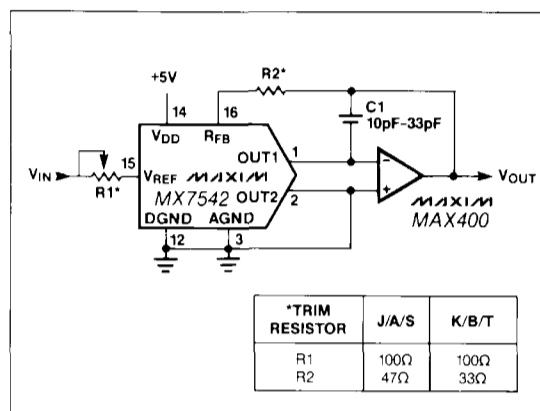 +5V
R2*
14
16
C1
10pF-33pF
VDD
RFB
1
OUT1
-
VIN
15
VREF
MAXIM
VOUT
R1*
MX7542
OUT2
+
2
MAXIM
MAX400
DGND
AGND
12
3
*TRIM RESISTOR J/A/S K/B/T
R1 100Ω 100Ω
R2 47Ω 33Ω